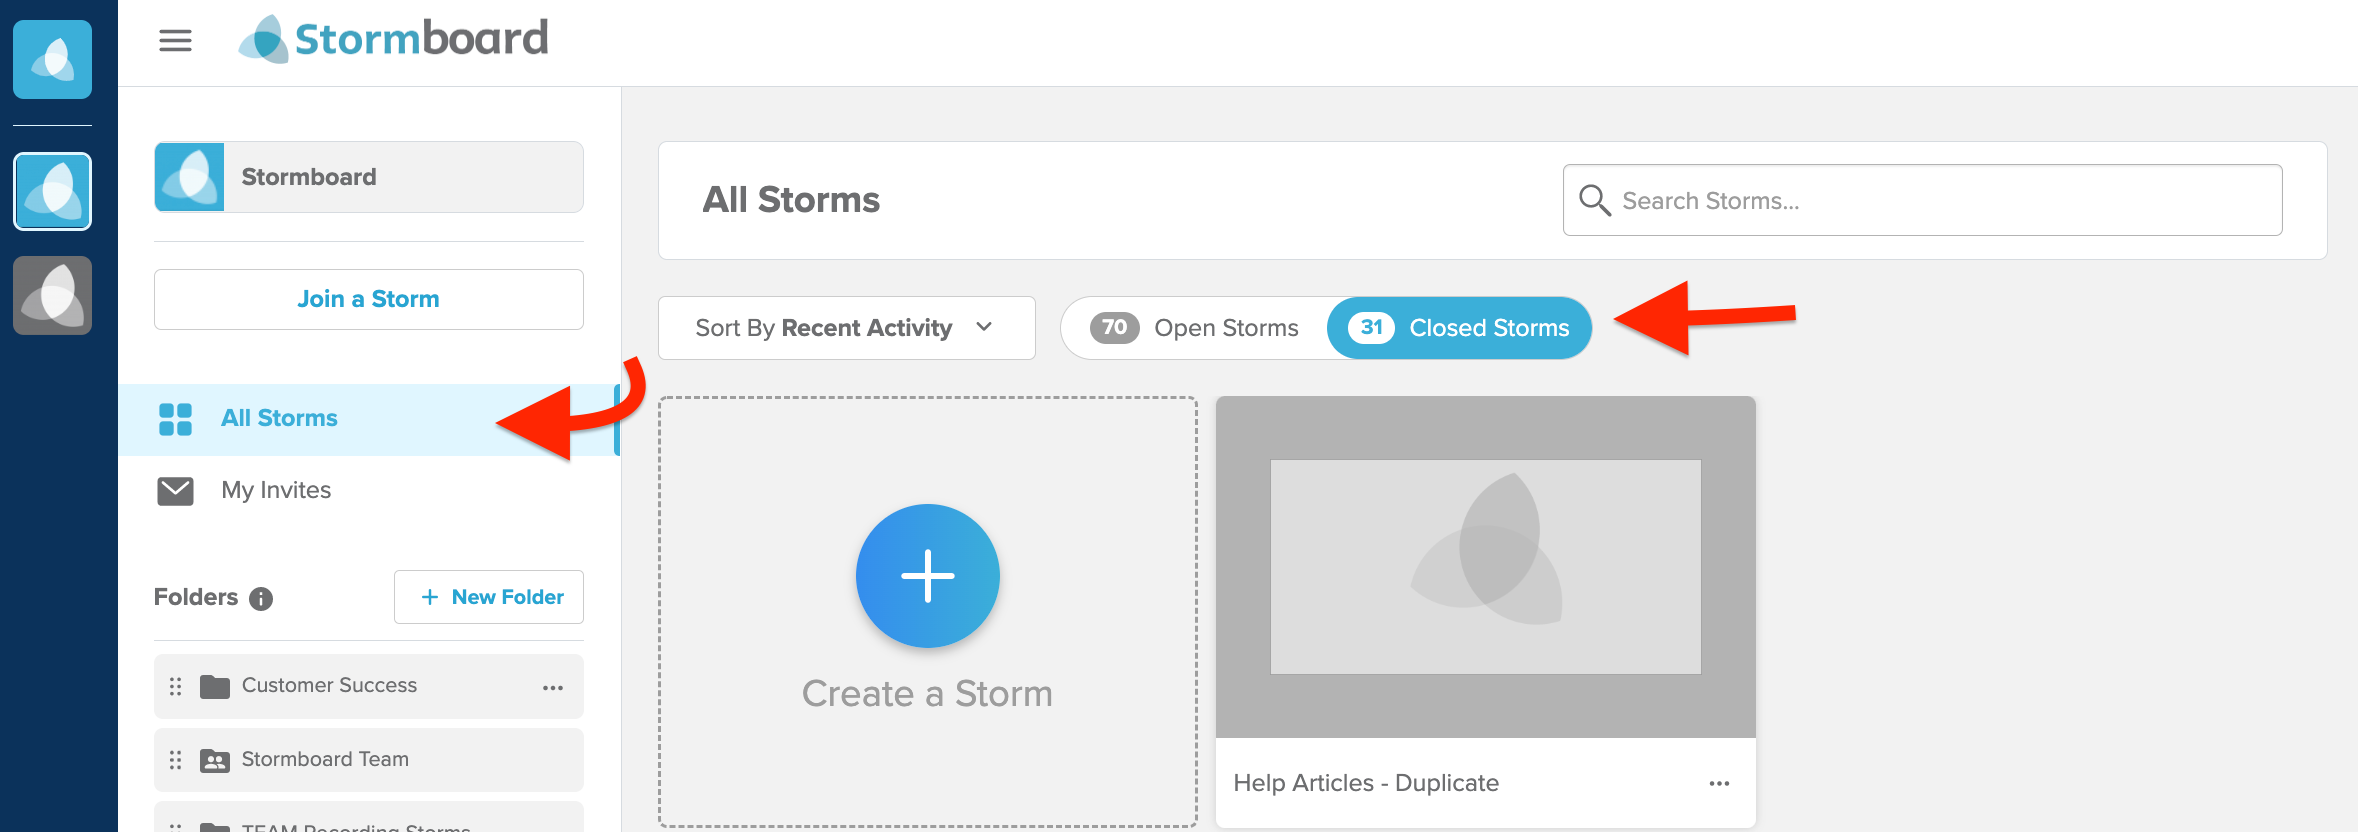 Stormboard
Stormboard
Join a Storm
All Storms
My Invites
Folders
+ New Folder
Customer Success
Stormboard Team
TEAM Recording Storms
All Storms
Search Storms...
Sort By Recent Activity
70 Open Storms
31 Closed Storms
Create a Storm
Help Articles - Duplicate